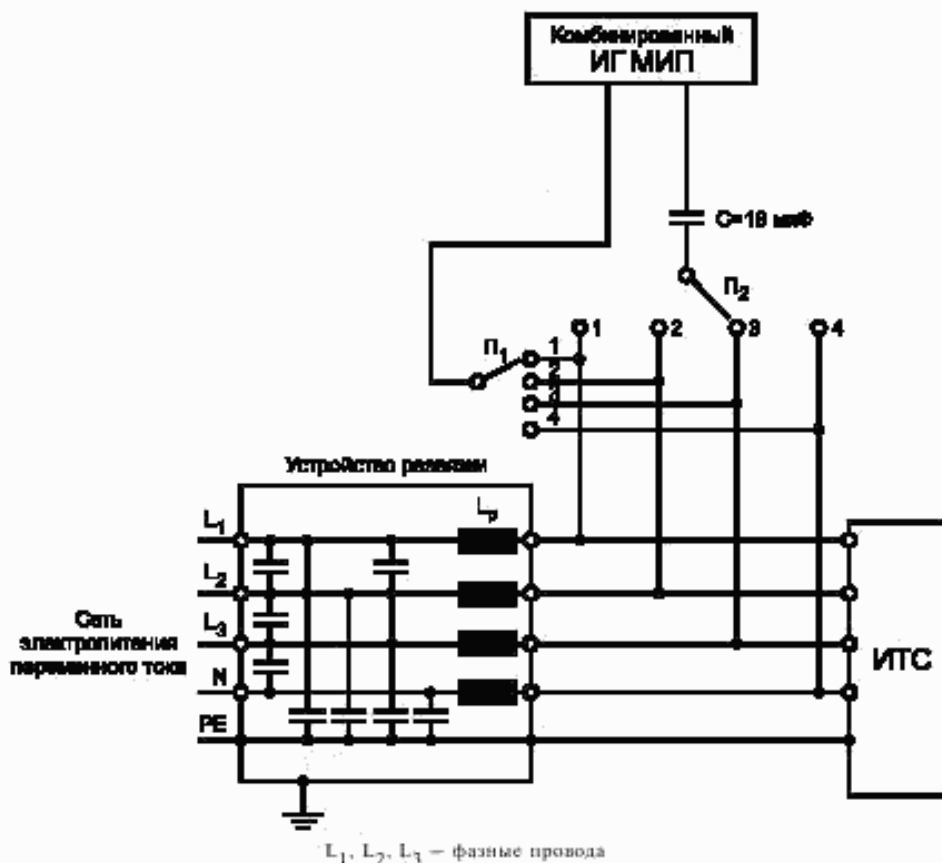 Комбинированный
ИГ МИП
C=18 мкФ
П2
1 2 3 4
П1
1
2
3
4
Устройство развязки
L1
Lр
L2
L3
N
PE
Сеть
электропитания
переменного тока
ИТС
L1, L2, L3 – фазные провода